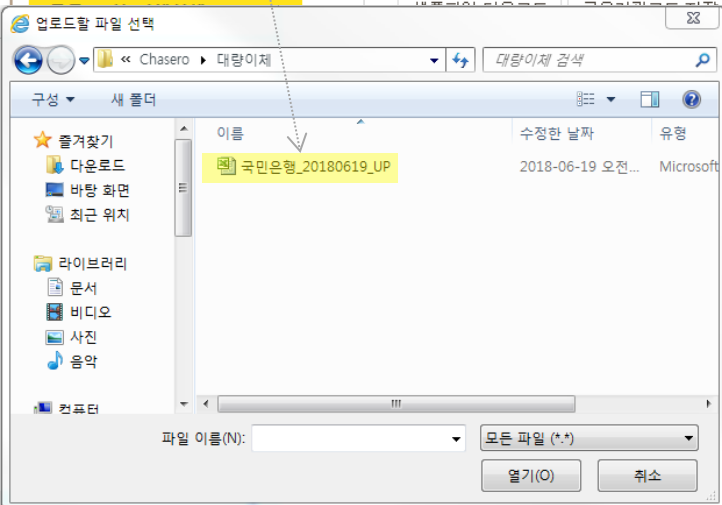 업로드할 파일 선택
« Chasero ▸ 대량이체
대량이체 검색
구성 ▼ 새 폴더
이름 수정한 날짜 유형
즐겨찾기
다운로드
바탕 화면
최근 위치
국민은행_20180619_UP 2018-06-19 오전... Microsoft
라이브러리
문서
비디오
사진
음악
컴퓨터
파일 이름(N): 모든 파일 (*.*)
열기(O) 취소